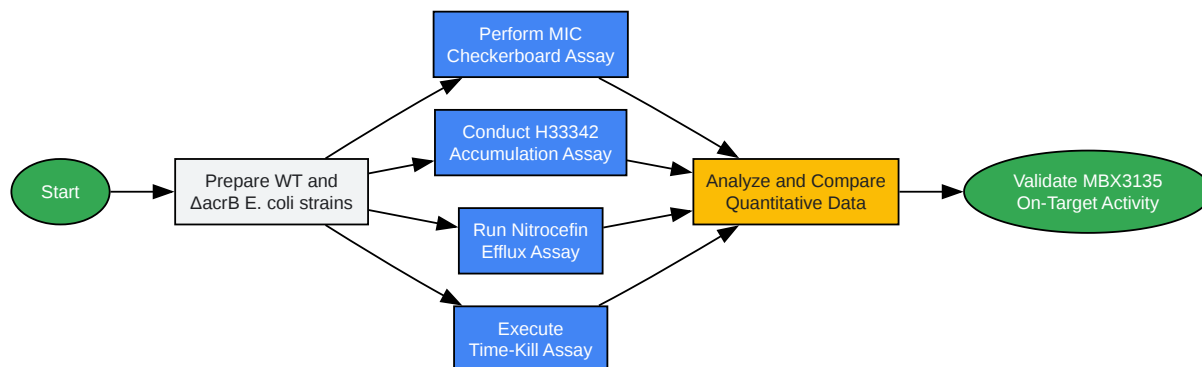 Start
Prepare WT and
ΔacrB E. coli strains
Perform MIC
Checkerboard Assay
Conduct H33342
Accumulation Assay
Run Nitrocefin
Efflux Assay
Execute
Time-Kill Assay
Analyze and Compare
Quantitative Data
Validate MBX3135
On-Target Activity